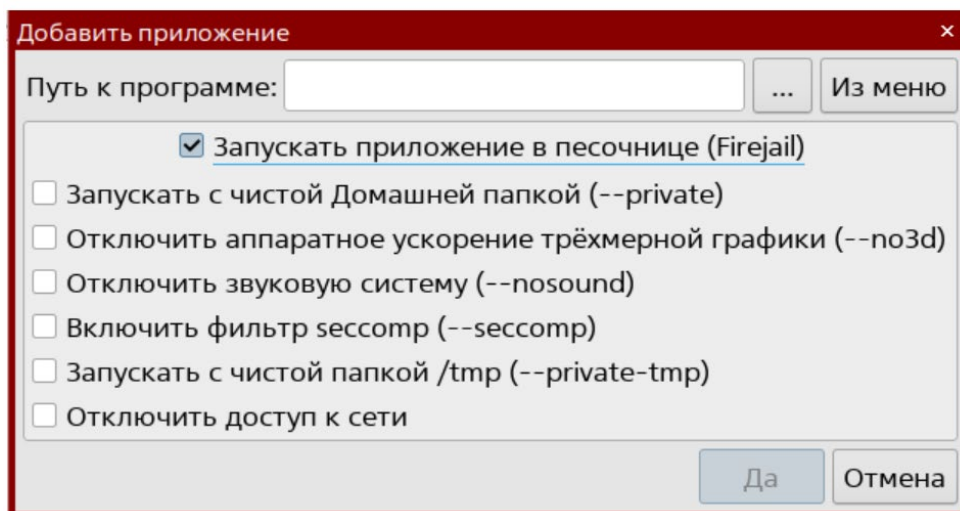 Добавить приложение ×
Путь к программе: ... Из меню
Запускать приложение в песочнице (Firejail)
Запускать с чистой Домашней папкой (--private)
Отключить аппаратное ускорение трёхмерной графики (--no3d)
Отключить звуковую систему (--nosound)
Включить фильтр seccomp (--seccomp)
Запускать с чистой папкой /tmp (--private-tmp)
Отключить доступ к сети
Да Отмена